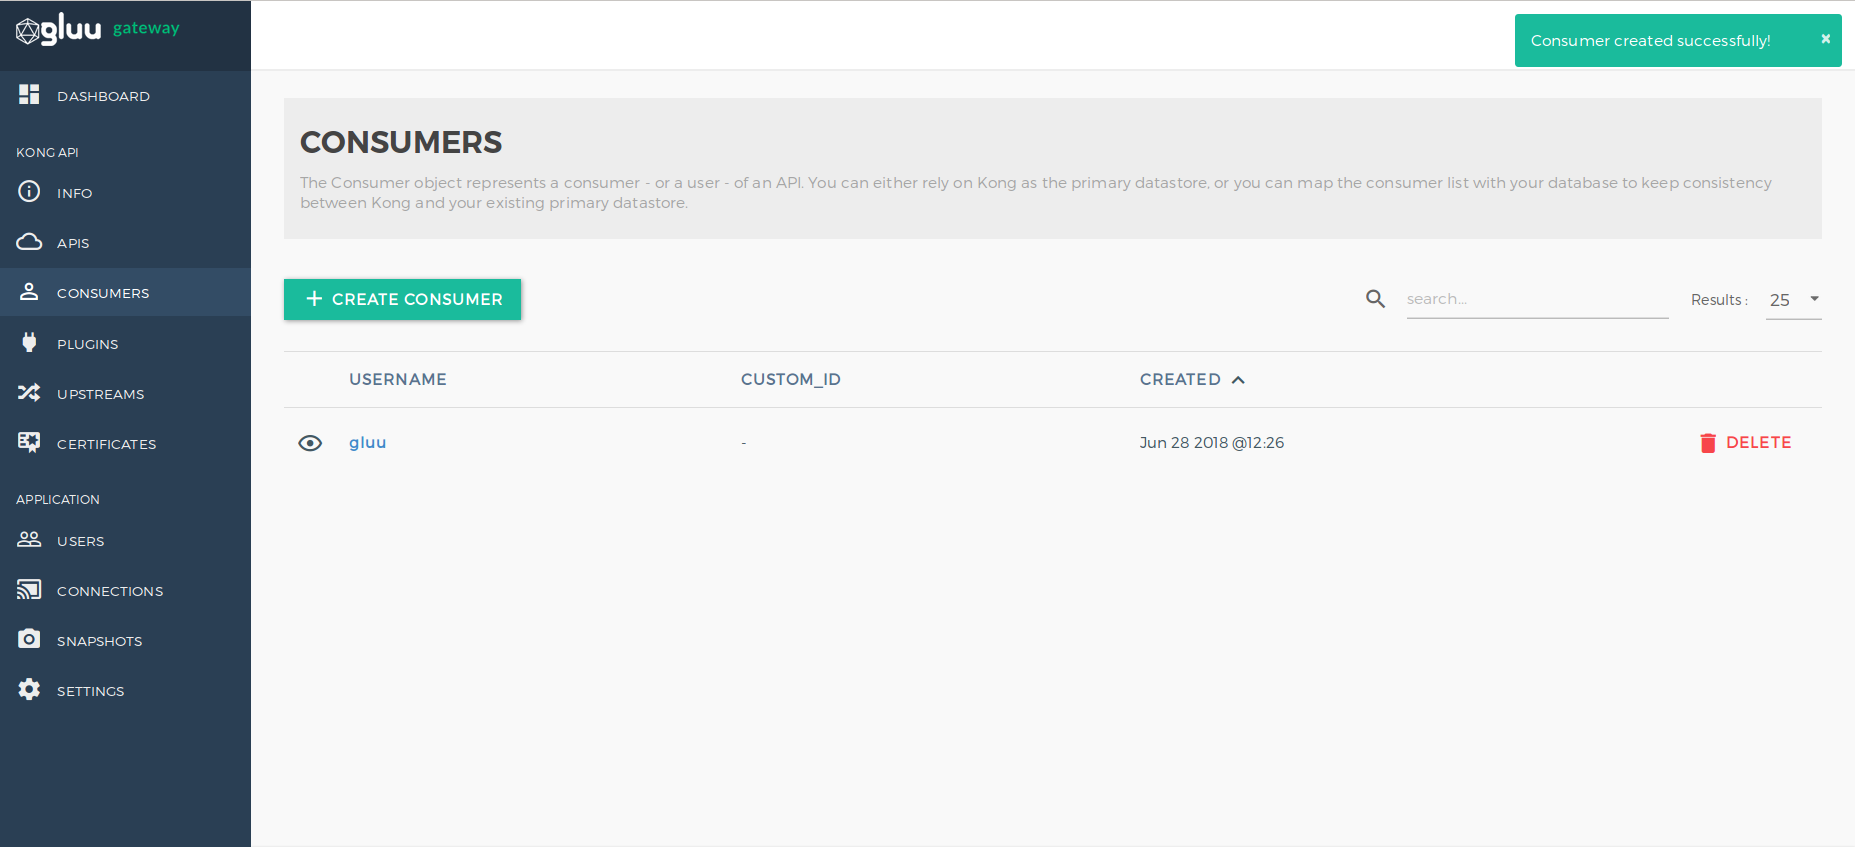 gluu gateway
Consumer created successfully! ×
DASHBOARD
KONG API
INFO
APIS
CONSUMERS
PLUGINS
UPSTREAMS
CERTIFICATES
APPLICATION
USERS
CONNECTIONS
SNAPSHOTS
SETTINGS
CONSUMERS
The Consumer object represents a consumer - or a user - of an API. You can either rely on Kong as the primary datastore, or you can map the consumer list with your database to keep consistency
between Kong and your existing primary datastore.
+ CREATE CONSUMER
search...
Results : 25
USERNAME CUSTOM_ID CREATED
gluu - Jun 28 2018 @12:26 DELETE